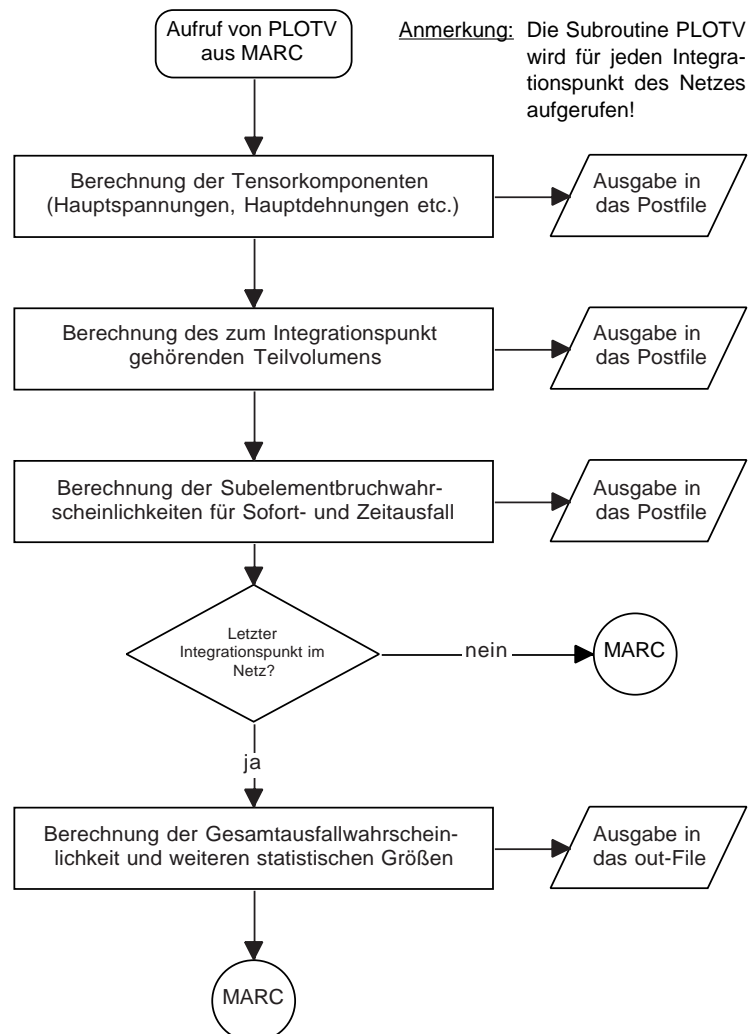 Aufruf von PLOTV
aus MARC
Anmerkung: Die Subroutine PLOTV
wird für jeden Integra-
tionspunkt des Netzes
aufgerufen!
Berechnung der Tensorkomponenten
(Hauptspannungen, Hauptdehnungen etc.)
Ausgabe in
das Postfile
Berechnung des zum Integrationspunkt
gehörenden Teilvolumens
Ausgabe in
das Postfile
Berechnung der Subelementbruchwahr-
scheinlichkeiten für Sofort- und Zeitausfall
Ausgabe in
das Postfile
Letzter
Integrationspunkt im
Netz?
nein
MARC
ja
Berechnung der Gesamtausfallwahrschein-
lichkeit und weiteren statistischen Größen
Ausgabe in
das out-File
MARC